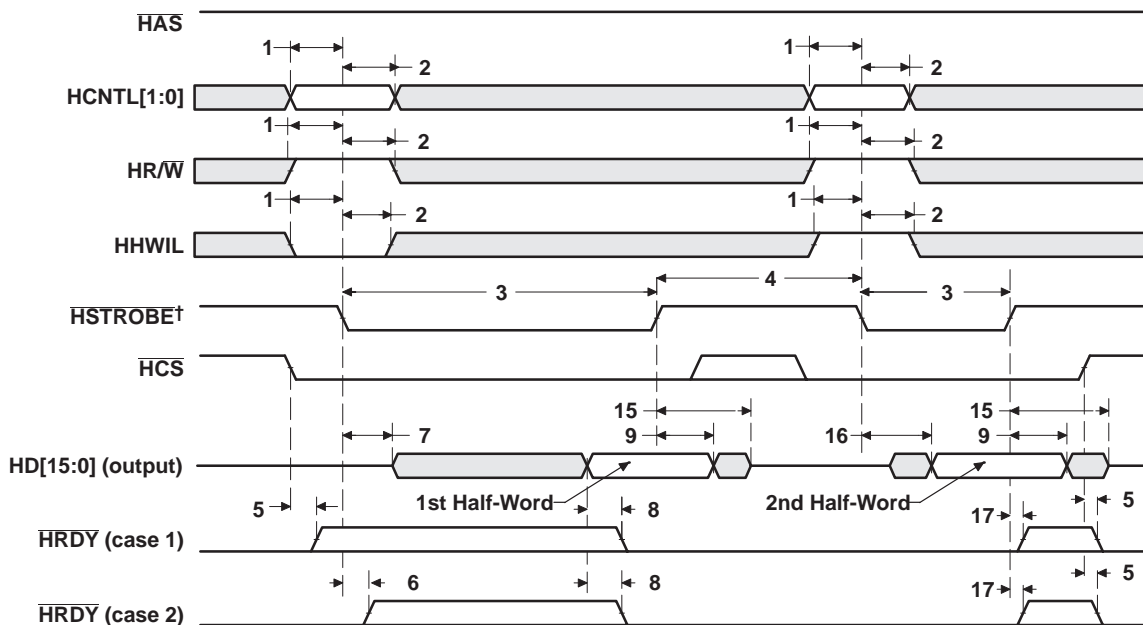 HAS
1
1
2
2
HCNTL[1:0]
1
1
2
2
HR/W
1
1
2
2
HHWIL
4
3
3
HSTROBE†
HCS
15
15
7
9
16
9
HD[15:0] (output)
1st Half-Word
2nd Half-Word
5
8
17
5
HRDY (case 1)
6
8
17
5
HRDY (case 2)